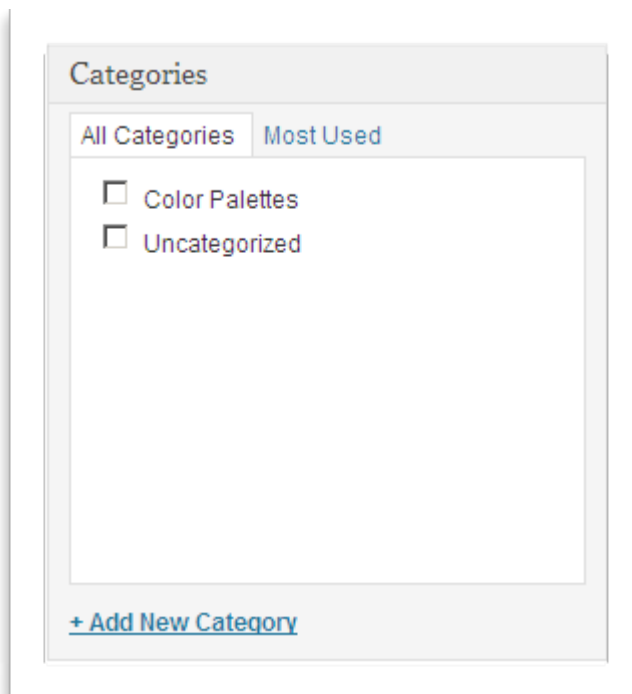 Categories
All Categories Most Used
Color Palettes
Uncategorized
+ Add New Category